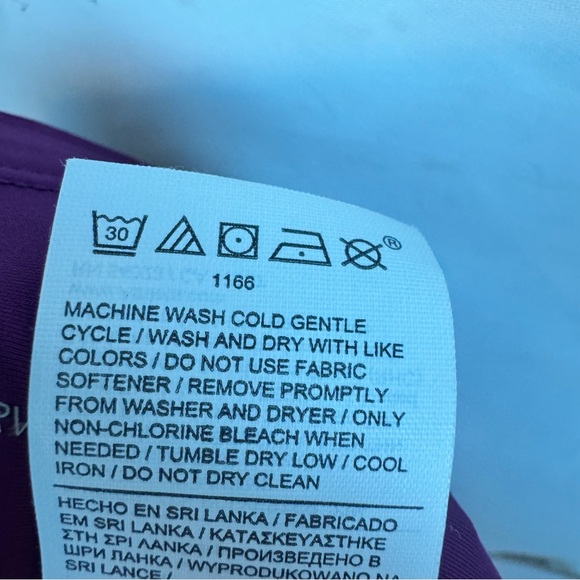 30
®
1166
MACHINE WASH COLD GENTLE
CYCLE / WASH AND DRY WITH LIKE
COLORS / DO NOT USE FABRIC
SOFTENER / REMOVE PROMPTLY
FROM WASHER AND DRYER / ONLY
NON-CHLORINE BLEACH WHEN
NEEDED / TUMBLE DRY LOW / COOL
IRON / DO NOT DRY CLEAN
HECHO EN SRI LANKA / FABRICADO
EM SRI LANKA / ΚΑΤΑΣΚΕΥΑΣΤΗΚΕ
ΣΤΗ ΣΡΙ ΛΑΝΚΑ / ПРОИЗВЕДЕНО В
ШРИ ЛАНКА / WYPRODUKOWANO NA
SRI LANCE /